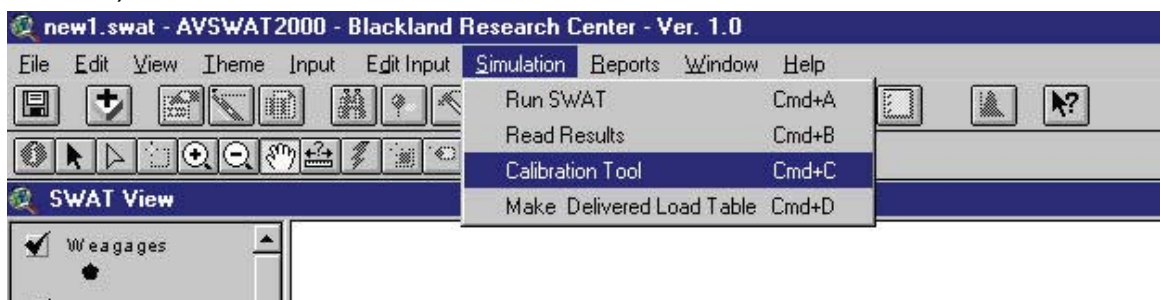 new1.swat - AVSWAT2000 - Blackland Research Center - Ver. 1.0
File Edit View Theme Input Edit Input Simulation Reports Window Help
Run SWAT Cmd+A
Read Results Cmd+B
Calibration Tool Cmd+C
Make Delivered Load Table Cmd+D
SWAT View
Weagages